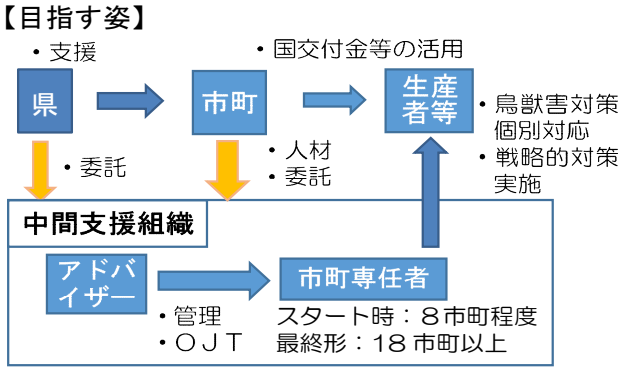 【目指す姿】
・支援
・国交付金等の活用
県
市町
生産
者等
・鳥獣害対策
個別対応
・戦略的対策
実施
・委託
・人材
・委託
中間支援組織
アドバ
イザー
市町専任者
・管理
・ＯＪＴ
スタート時：８市町程度
最終形：18 市町以上